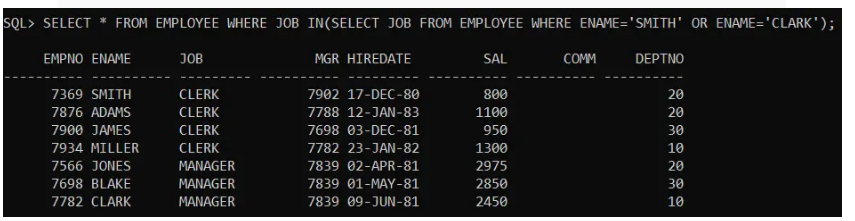 SQL> SELECT * FROM EMPLOYEE WHERE JOB IN(SELECT JOB FROM EMPLOYEE WHERE ENAME='SMITH' OR ENAME='CLARK');
EMPNO ENAME JOB MGR HIREDATE SAL COMM DEPTNO
---------- ---------- --------- ---------- --------- ---------- ---------- ----------
7369 SMITH CLERK 7902 17-DEC-80 800 20
7876 ADAMS CLERK 7788 12-JAN-83 1100 20
7900 JAMES CLERK 7698 03-DEC-81 950 30
7934 MILLER CLERK 7782 23-JAN-82 1300 10
7566 JONES MANAGER 7839 02-APR-81 2975 20
7698 BLAKE MANAGER 7839 01-MAY-81 2850 30
7782 CLARK MANAGER 7839 09-JUN-81 2450 10